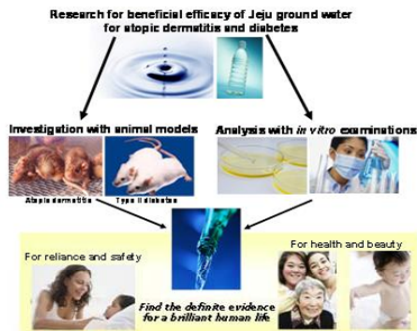 Research for beneficial efficacy of Jeju ground water
for atopic dermatitis and diabetes
Investigation with animal models
Analysis with in vitro examinations
Atopic dermatitis
Type II diabetes
For reliance and safety
For health and beauty
Find the definite evidence
for a brilliant human life